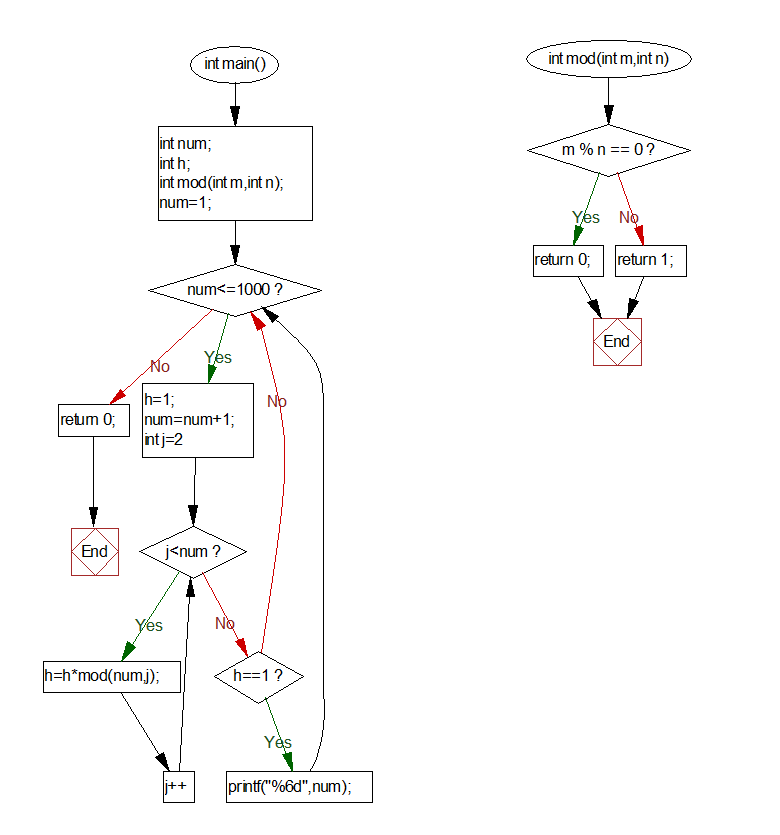 int main()
int num;
int h;
int mod(int m,int n);
num=1;
num<=1000 ?
No
Yes
return 0;
h=1;
num=num+1;
int j=2
No
End
j<num ?
Yes
No
h=h*mod(num,j);
h==1 ?
Yes
j++
printf("%6d",num);
int mod(int m,int n)
m % n == 0 ?
Yes
No
return 0;
return 1;
End